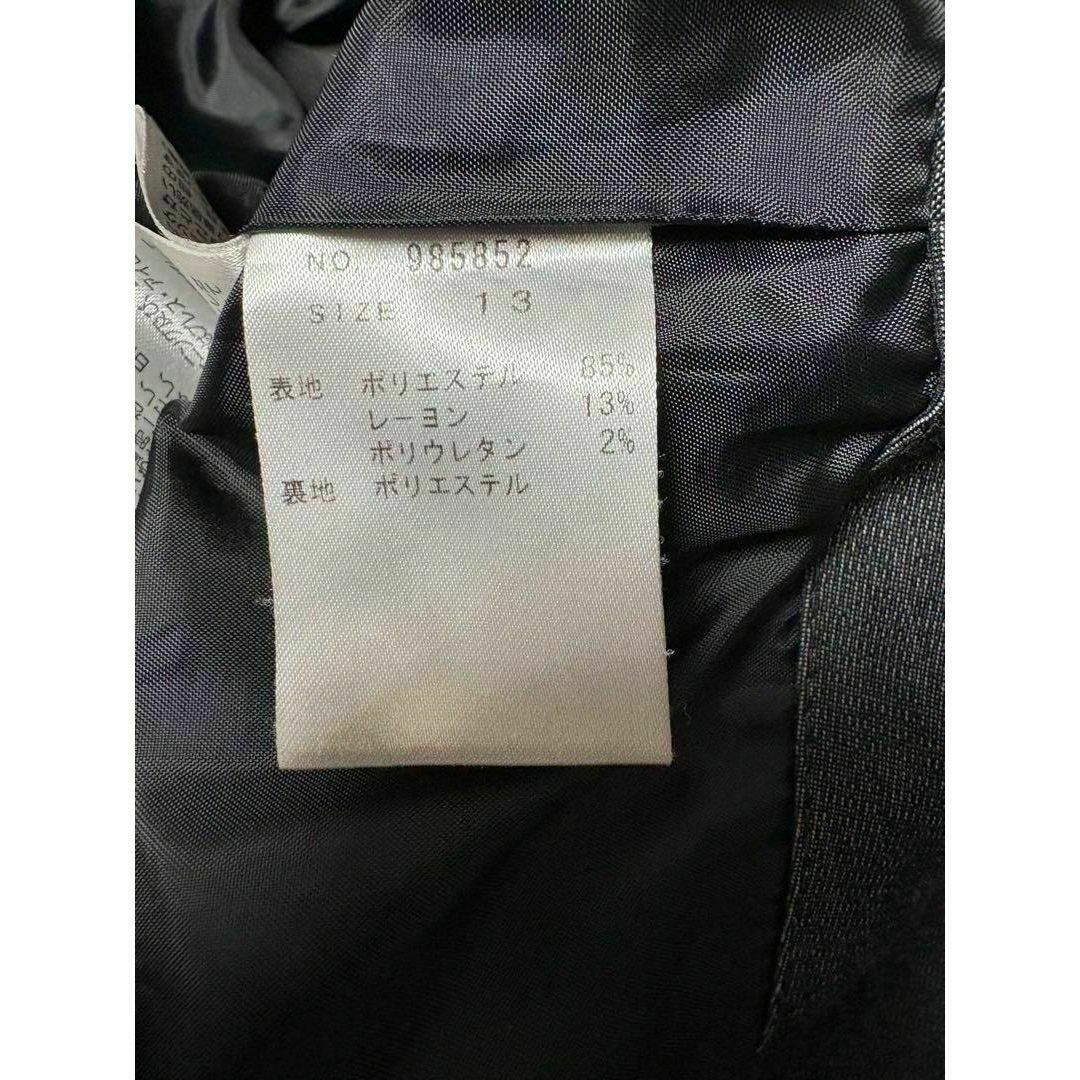 NO. 985852
SIZE 13
表地 ポリエステル 85%
レーヨン 13%
ポリウレタン 2%
裏地 ポリエステル